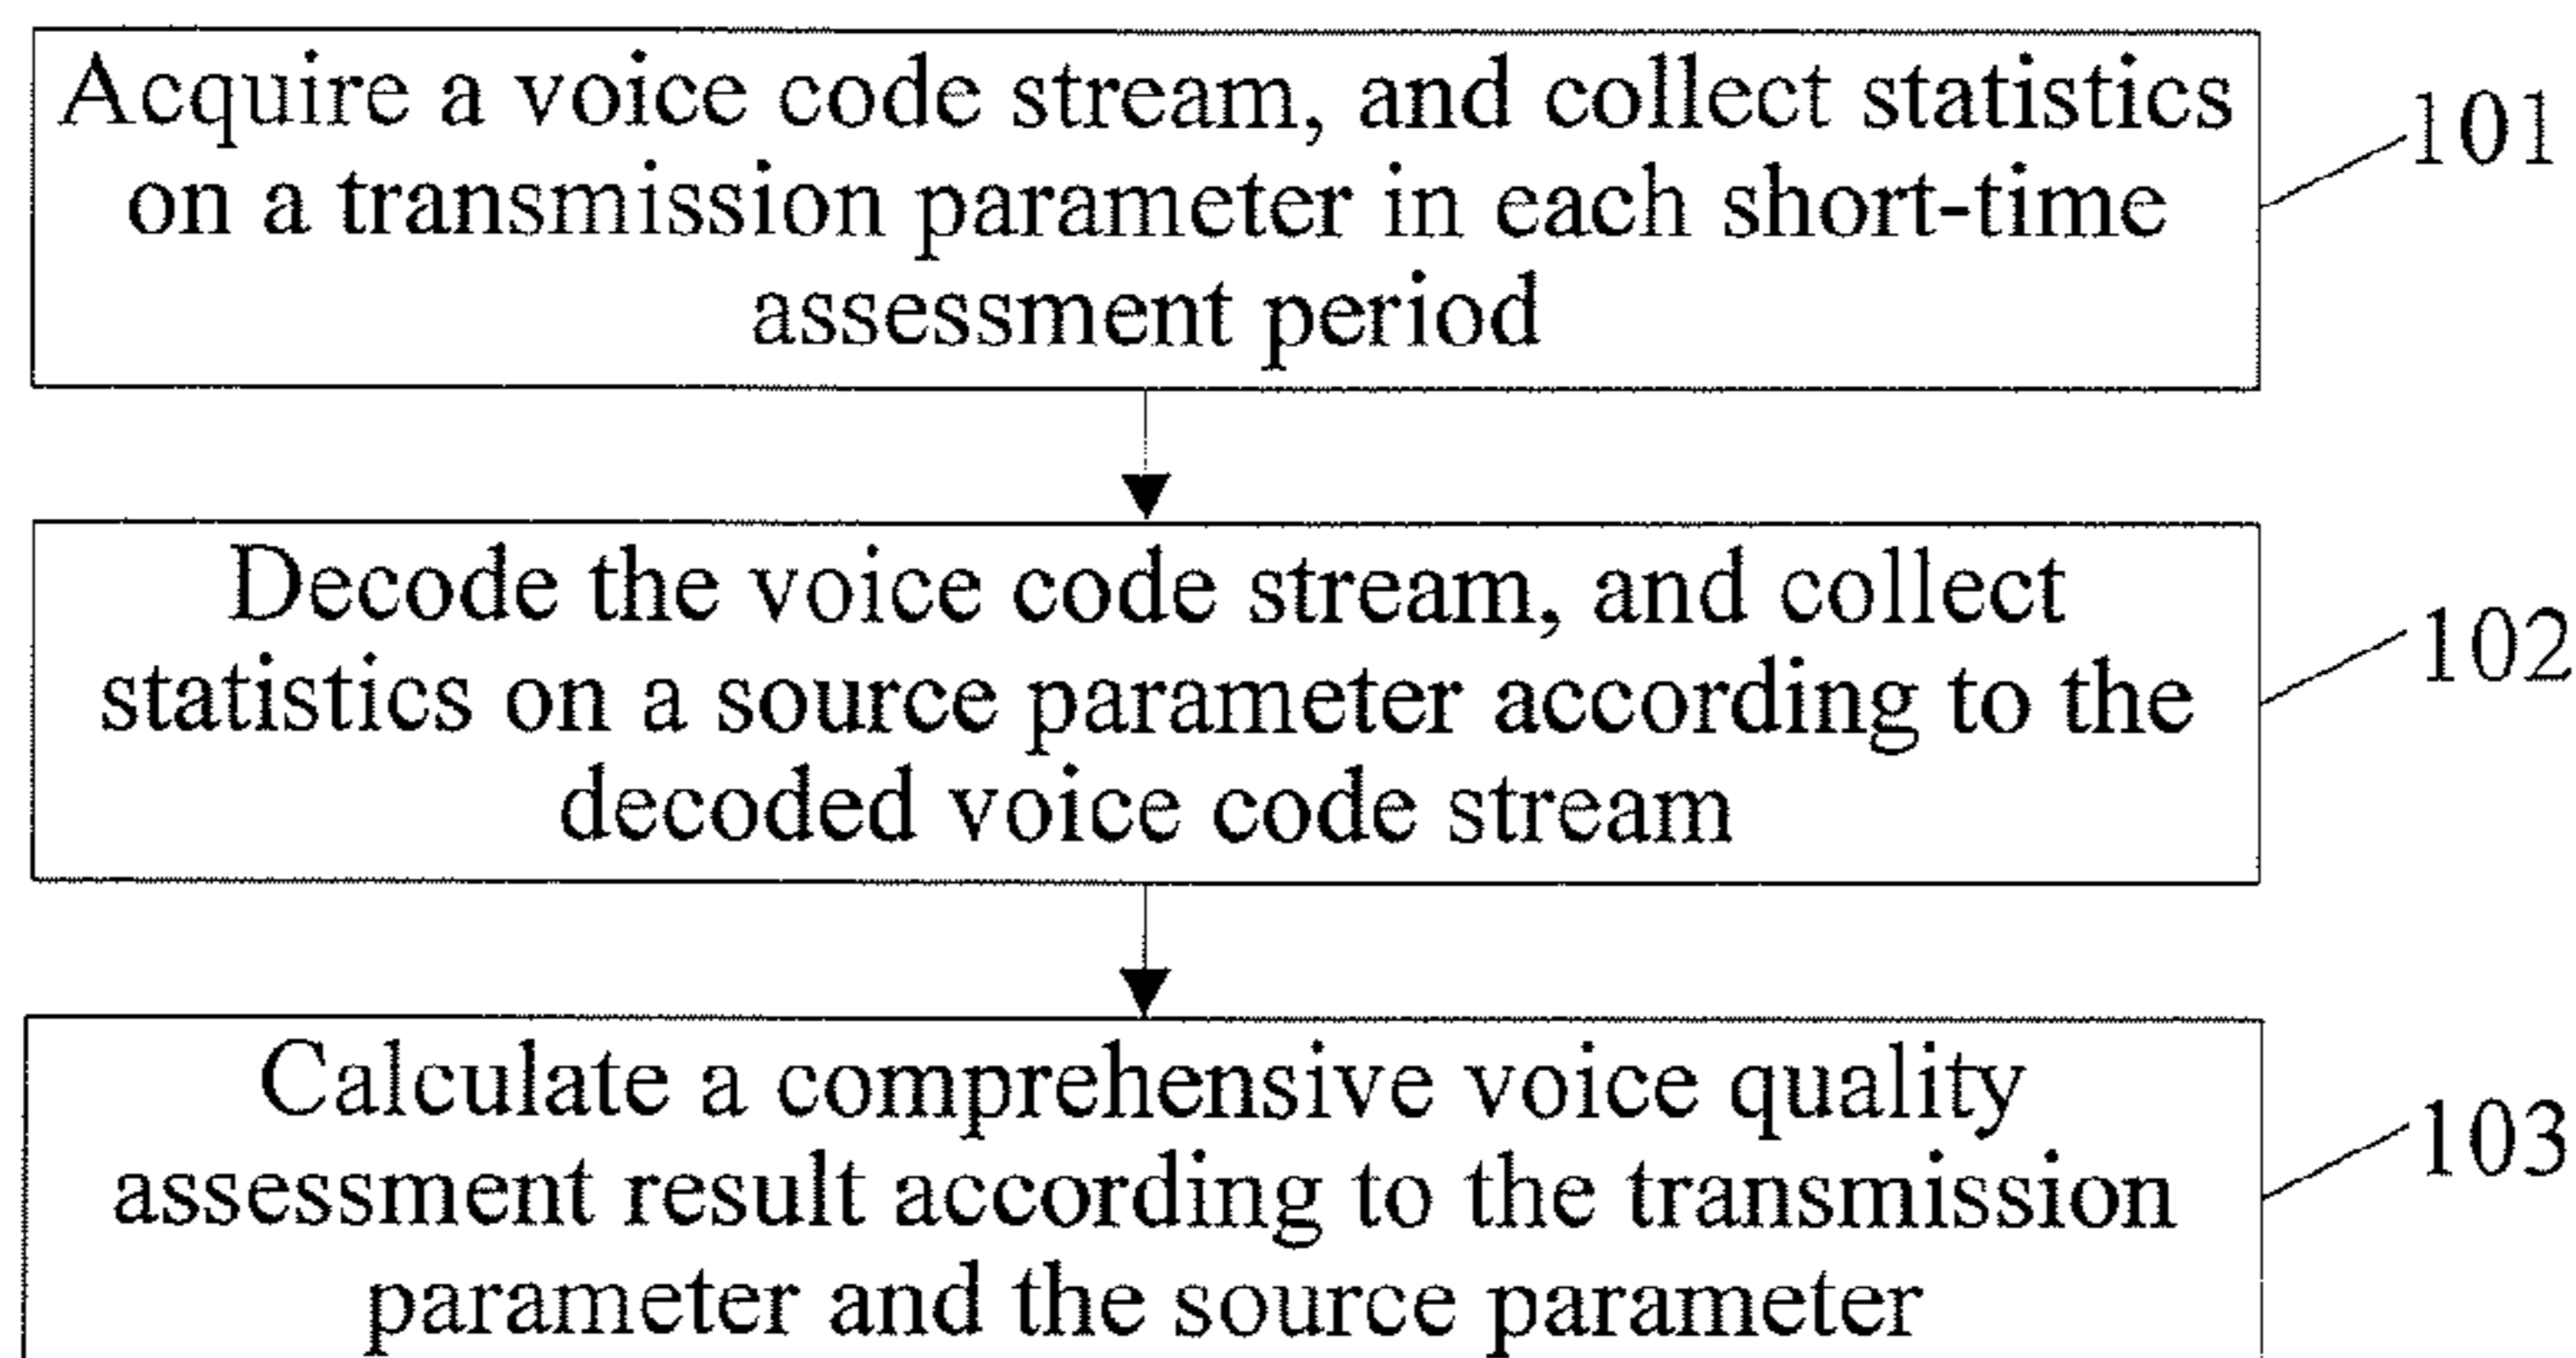 Acquire a voice code stream, and collect statistics
on a transmission parameter in each short-time
assessment period
101
Decode the voice code stream, and collect
statistics on a source parameter according to the
decoded voice code stream
102
Calculate a comprehensive voice quality
assessment result according to the transmission
parameter and the source parameter
103